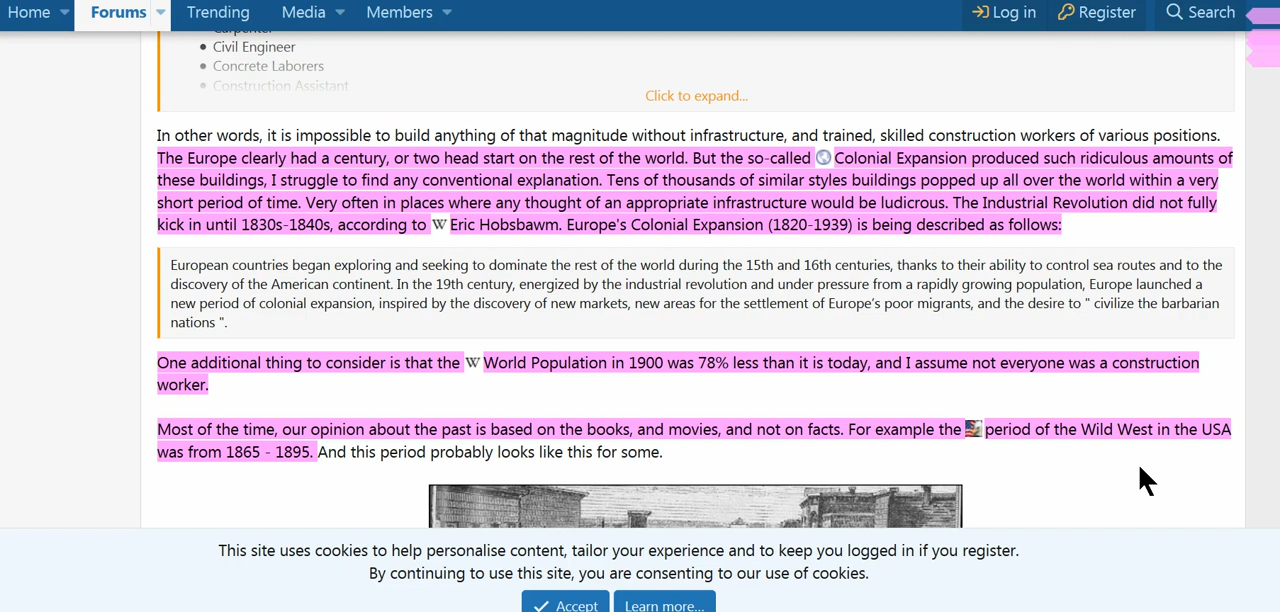 Home Forums Trending Media Members Log in Register Search
Carpenter
Civil Engineer
Concrete Laborers
Construction Assistant
Click to expand...
In other words, it is impossible to build anything of that magnitude without infrastructure, and trained, skilled construction workers of various positions.
The Europe clearly had a century, or two head start on the rest of the world. But the so-called Colonial Expansion produced such ridiculous amounts of
these buildings, I struggle to find any conventional explanation. Tens of thousands of similar styles buildings popped up all over the world within a very
short period of time. Very often in places where any thought of an appropriate infrastructure would be ludicrous. The Industrial Revolution did not fully
kick in until 1830s-1840s, according to W Eric Hobsbawm. Europe's Colonial Expansion (1820-1939) is being described as follows:
European countries began exploring and seeking to dominate the rest of the world during the 15th and 16th centuries, thanks to their ability to control sea routes and to the
discovery of the American continent. In the 19th century, energized by the industrial revolution and under pressure from a rapidly growing population, Europe launched a
new period of colonial expansion, inspired by the discovery of new markets, new areas for the settlement of Europe's poor migrants, and the desire to " civilize the barbarian
nations ".
One additional thing to consider is that the W World Population in 1900 was 78% less than it is today, and I assume not everyone was a construction
worker.
Most of the time, our opinion about the past is based on the books, and movies, and not on facts. For example the period of the Wild West in the USA
was from 1865 - 1895. And this period probably looks like this for some.
This site uses cookies to help personalise content, tailor your experience and to keep you logged in if you register.
By continuing to use this site, you are consenting to our use of cookies.
Accept Learn more...